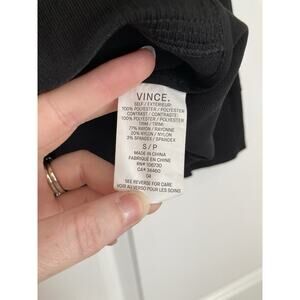 VINCE.
SELF / EXTERIEUR:
100% POLYESTER / POLYESTER
CONTRAST / CONTRASTE:
100% POLYESTER / POLYESTER
TRIM / TRIM:
77% RAYON / RAYONNE
20% NYLON / NYLON
3% SPANDEX / SPANDEX
S / P
MADE IN CHINA
FABRIQUÉ EN CHINE
RN# 106730
CA# 36460
04
SEE REVERSE FOR CARE
VOIR AU VERSO POUR LES SOINS